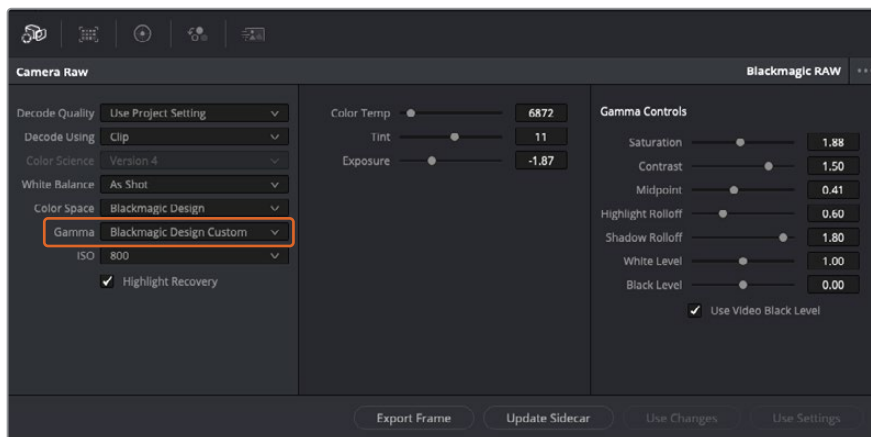 Camera Raw
Blackmagic RAW
Decode Quality Use Project Setting
Decode Using Clip
Color Science Version 4
White Balance As Shot
Color Space Blackmagic Design
Gamma Blackmagic Design Custom
ISO 800
Highlight Recovery
Color Temp 6872
Tint 11
Exposure -1.87
Gamma Controls
Saturation 1.88
Contrast 1.50
Midpoint 0.41
Highlight Rolloff 0.60
Shadow Rolloff 1.80
White Level 1.00
Black Level 0.00
Use Video Black Level
Export Frame
Update Sidecar
Use Changes
Use Settings